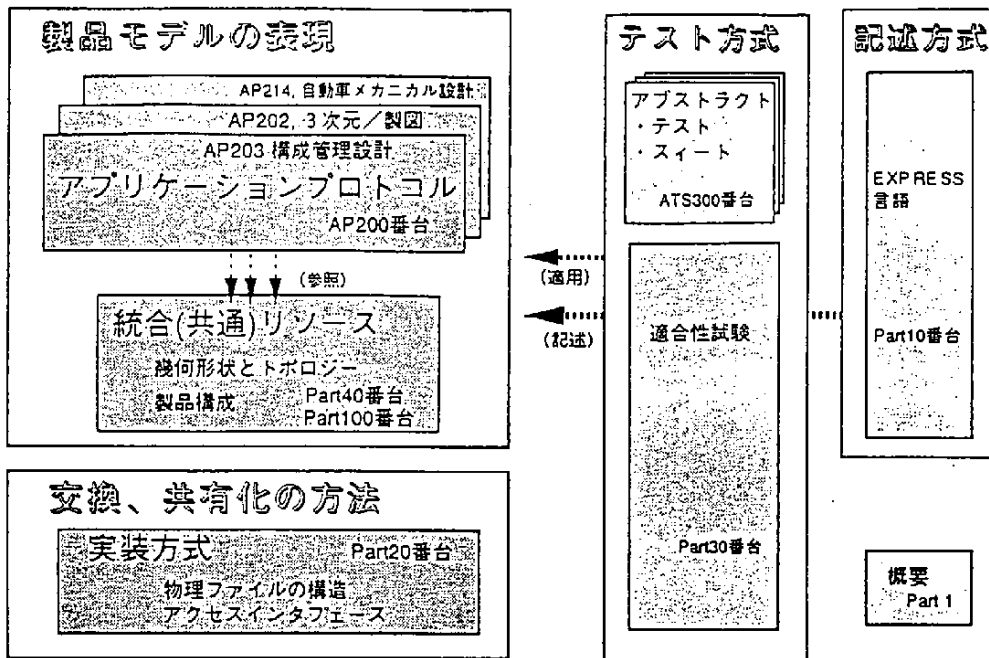 製品モデルの表現
AP214, 自動車メカニカル設計
AP202, 3次元／製図
AP203 構成管理設計
アプリケーションプロトコル
AP200番台
(参照)
統合(共通)リソース
幾何形状とトポロジー
製品構成
Part40番台
Part100番台
交換、共有化の方法
実装方式
Part20番台
物理ファイルの構造
アクセスインタフェース
テスト方式
アブストラクト
・テスト
・スィート
ATS300番台
(適用)
(記述)
適合性試験
Part30番台
記述方式
EXPRESS
言語
Part10番台
概要
Part 1